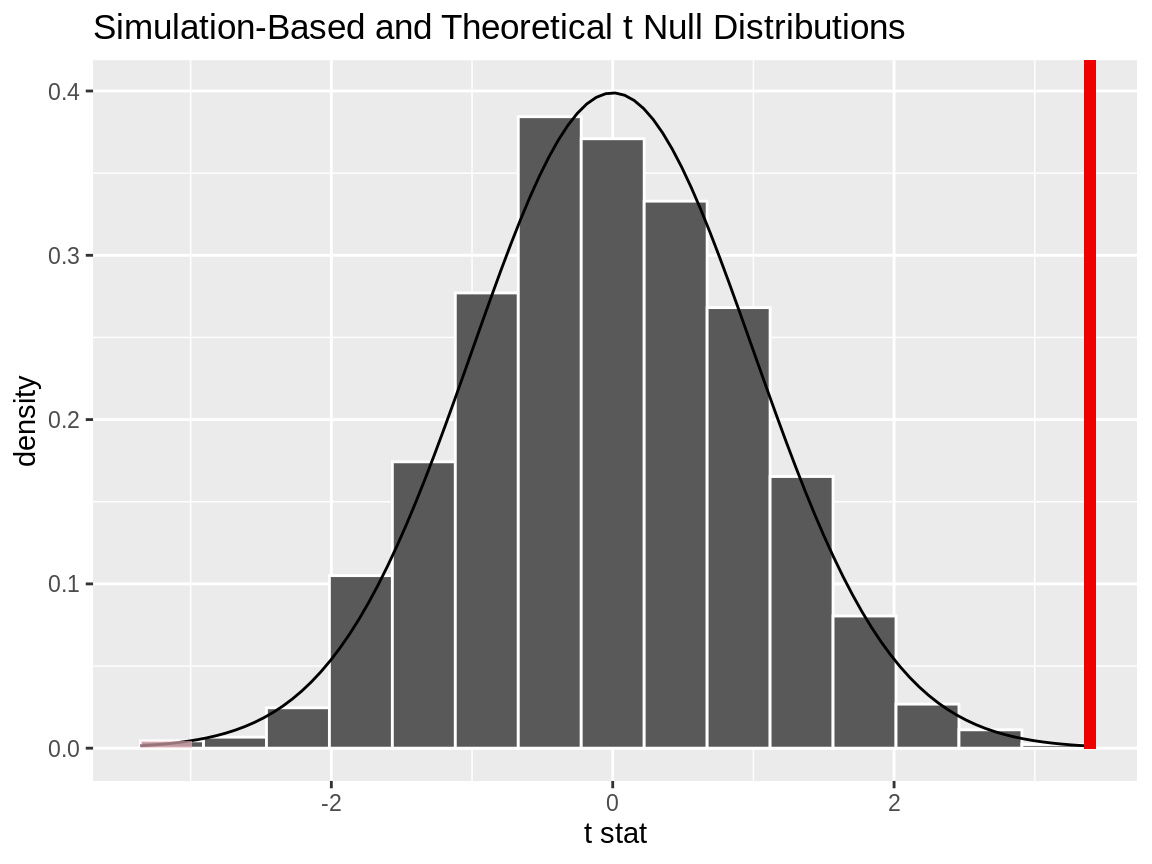 Simulation-Based and Theoretical t Null Distributions
0.4
0.3
0.2
0.1
0.0
density
-2 0 2
t stat